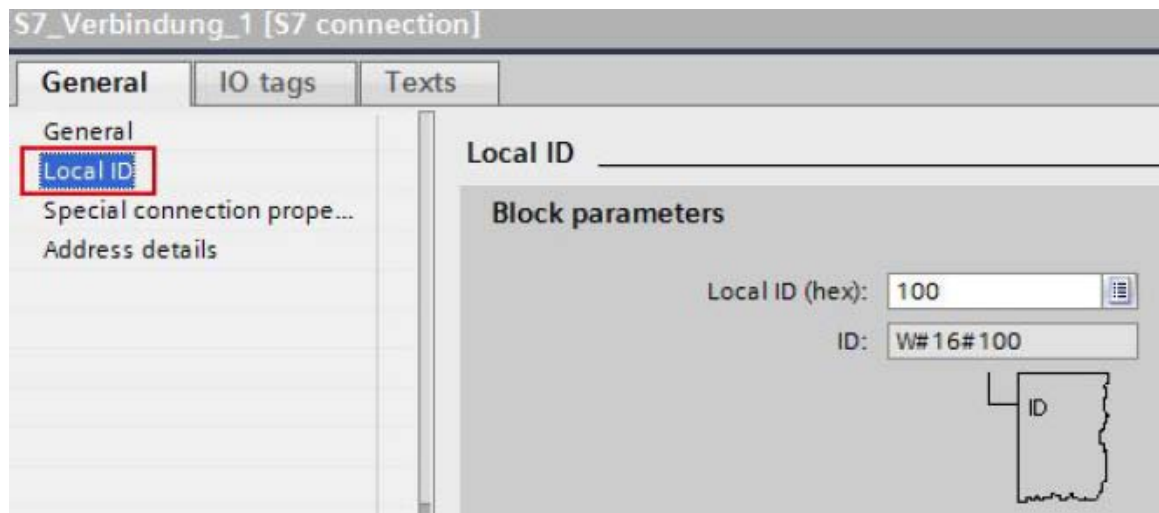 S7_Verbindung_1 [S7 connection]
General
IO tags
Texts
General
Local ID
Special connection prope...
Address details
Local ID
Block parameters
Local ID (hex): 100
ID: W#16#100
ID